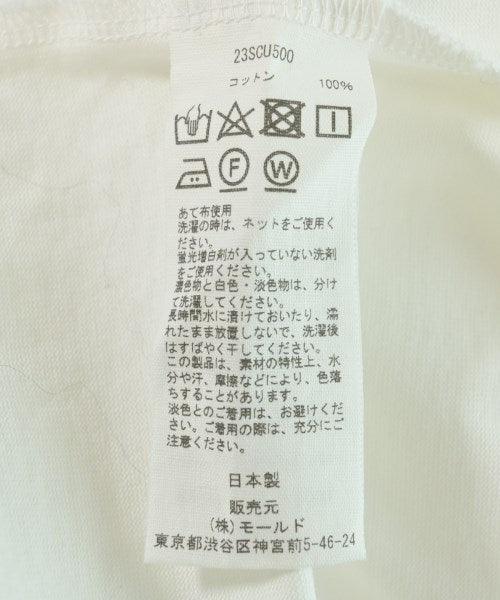 23SCU500
コットン 100%
F W
あて布使用
洗濯の時は、ネットをご使用く
ださい。
蛍光増白剤が入っていない洗剤
をご使用ください。
濃色物と白色・淡色物は、分け
て洗濯してください。
長時間水に漬けておいたり、濡
れたまま放置しないで、洗濯後
はすばやく干してください。
この製品は、素材の特性上、水
分や汗、摩擦などにより、色落
ちすることがあります。
淡色とのご着用は、お避けくだ
さい。ご着用の際は、充分にご
注意ください。
日本製
販売元
(株) モールド
東京都渋谷区神宮前5-46-24